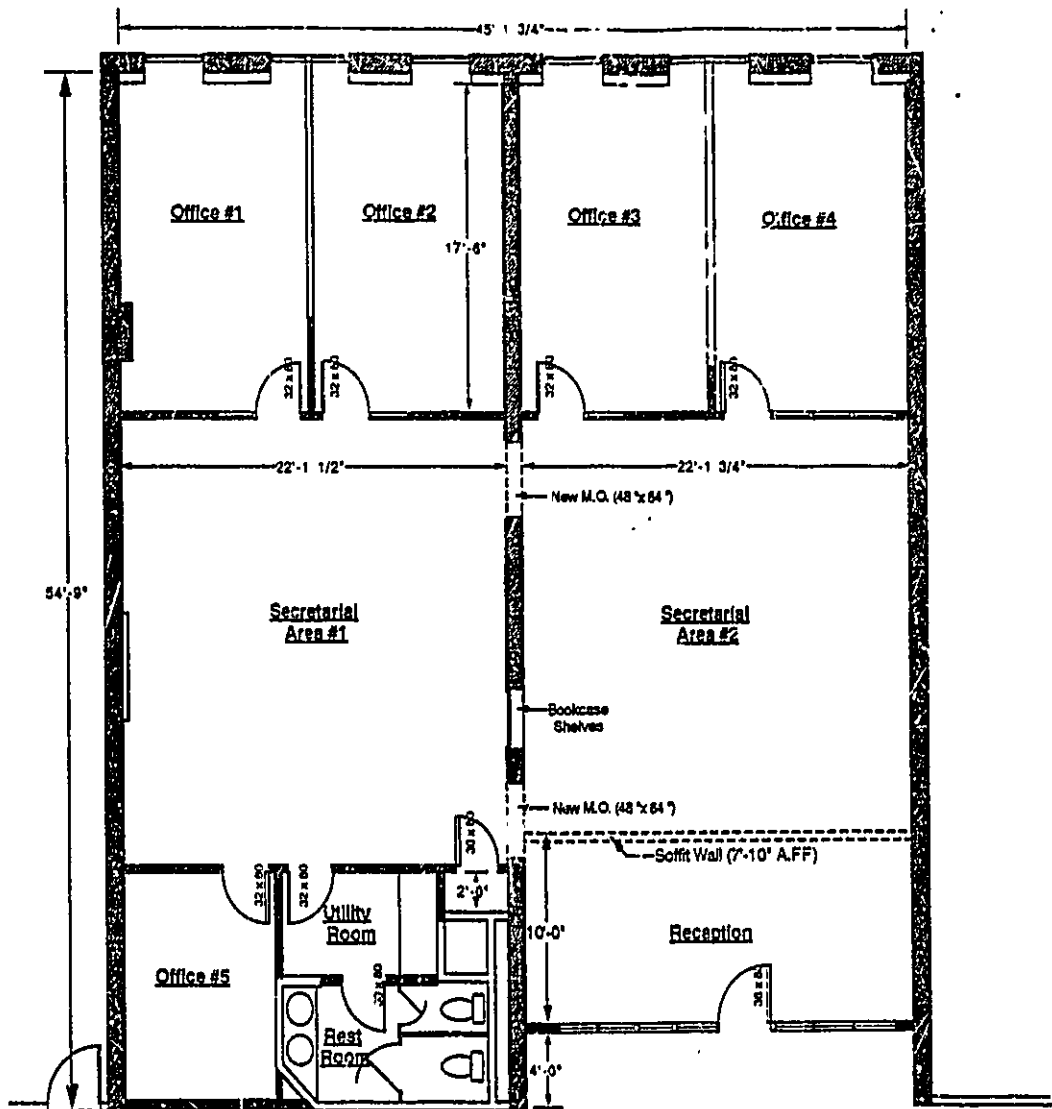 45' 1 3/4"
Office #1
Office #2
Office #3
Office #4
17'-6"
32 x 80
32 x 80
32 x 80
32 x 80
22'-1 1/2"
22'-1 3/4"
New M.O. (48 "x 84 ")
54'-9"
Secretarial
Area #1
Secretarial
Area #2
Bookcase
Shelves
New M.O. (48 "x 84 ")
30 x 80
Soffit Wall (7'-10" A.FF)
32 x 80
32 x 80
2'-0"
Utility
Room
10'-0"
Reception
Office #5
32 x 80
36 x 80
Rest
Room
4'-0"